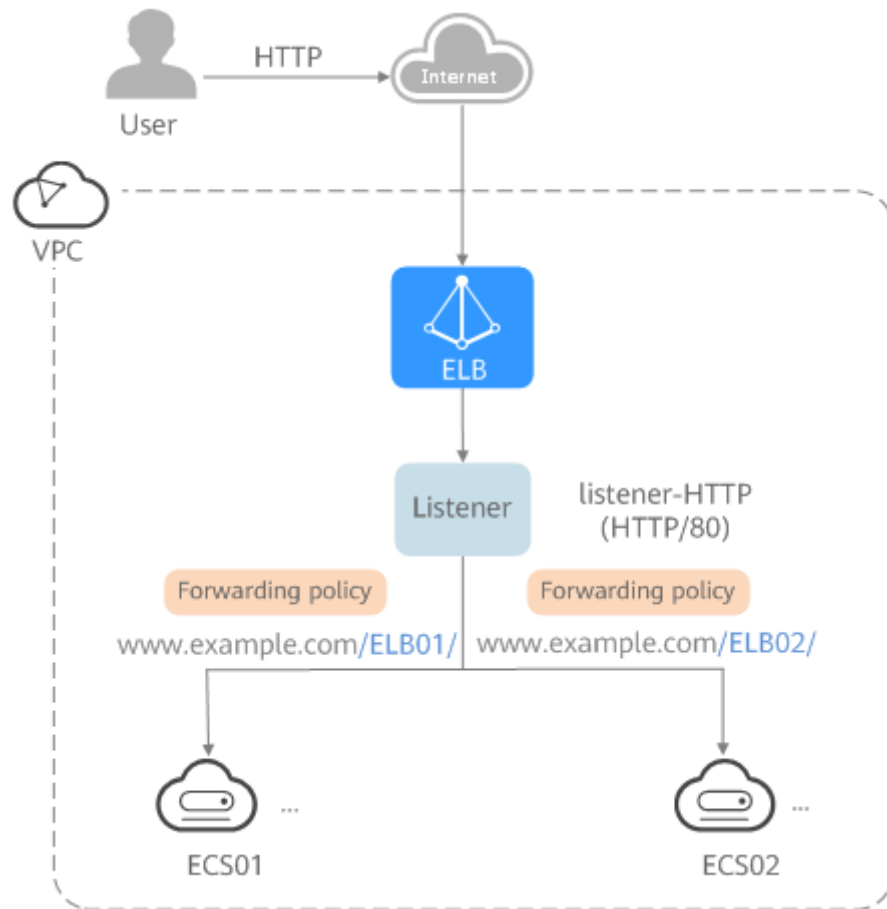 HTTP
Internet
User
VPC
ELB
Listener
listener-HTTP
(HTTP/80)
Forwarding policy
Forwarding policy
www.example.com/ELB01/
www.example.com/ELB02/
...
...
ECS01
ECS02